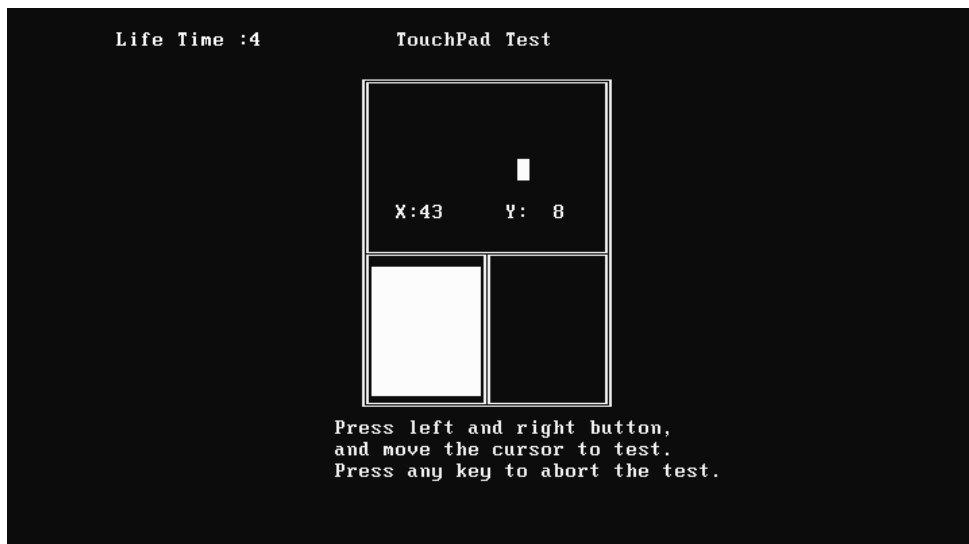 Life Time :4 TouchPad Test
X:43 Y: 8
Press left and right button,
and move the cursor to test.
Press any key to abort the test.